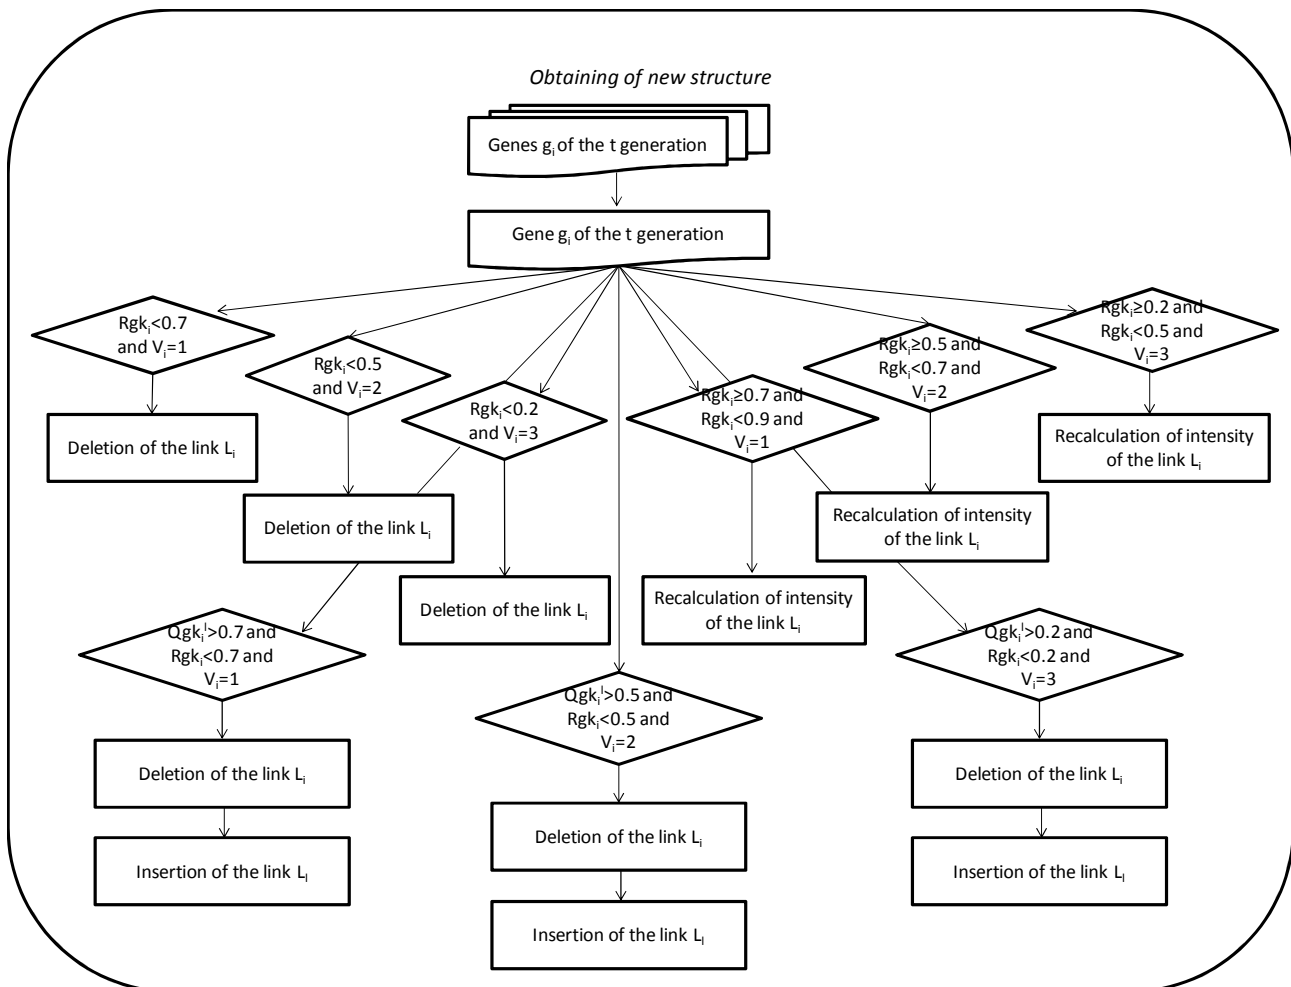 Obtaining of new structure
Genes gᵢ of the t generation
Gene gᵢ of the t generation
Rgkᵢ<0.7
and Vᵢ=1
Rgkᵢ<0.5
and Vᵢ=2
Rgkᵢ<0.2
and Vᵢ=3
Rgkᵢ≥0.7 and
Rgkᵢ<0.9 and
Vᵢ=1
Rgkᵢ≥0.5 and
Rgkᵢ<0.7 and
Vᵢ=2
Rgkᵢ≥0.2 and
Rgkᵢ<0.5 and
Vᵢ=3
Deletion of the link Lᵢ
Deletion of the link Lᵢ
Deletion of the link Lᵢ
Recalculation of intensity
of the link Lᵢ
Recalculation of intensity
of the link Lᵢ
Recalculation of intensity
of the link Lᵢ
Qgkᵢˡ>0.7 and
Rgkᵢ<0.7 and
Vᵢ=1
Qgkᵢˡ>0.5 and
Rgkᵢ<0.5 and
Vᵢ=2
Qgkᵢˡ>0.2 and
Rgkᵢ<0.2 and
Vᵢ=3
Deletion of the link Lᵢ
Insertion of the link Lₗ
Deletion of the link Lᵢ
Insertion of the link Lₗ
Deletion of the link Lᵢ
Insertion of the link Lₗ